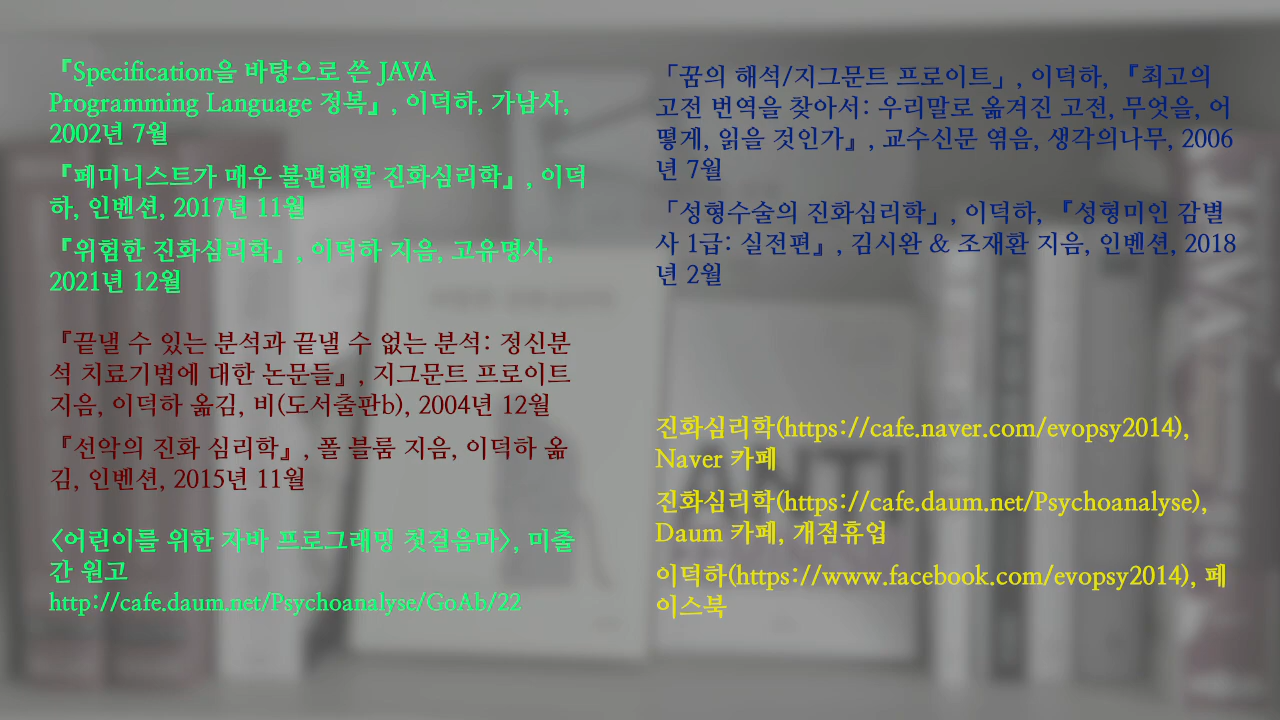 『Specification을 바탕으로 쓴 JAVA
Programming Language 정복』, 이덕하, 가남사,
2002년 7월
『페미니스트가 매우 불편해할 진화심리학』, 이덕
하, 인벤션, 2017년 11월
『위험한 진화심리학』, 이덕하 지음, 고유명사,
2021년 12월
『끝낼 수 있는 분석과 끝낼 수 없는 분석: 정신분
석 치료기법에 대한 논문들』, 지그문트 프로이트
지음, 이덕하 옮김, 비(도서출판b), 2004년 12월
『선악의 진화 심리학』, 폴 블룸 지음, 이덕하 옮
김, 인벤션, 2015년 11월
〈어린이를 위한 자바 프로그래밍 첫걸음마〉, 미출
간 원고
http://cafe.daum.net/Psychoanalyse/GoAb/22
「꿈의 해석/지그문트 프로이트」, 이덕하, 『최고의
고전 번역을 찾아서: 우리말로 옮겨진 고전, 무엇을, 어
떻게, 읽을 것인가』, 교수신문 엮음, 생각의나무, 2006
년 7월
「성형수술의 진화심리학」, 이덕하, 『성형미인 감별
사 1급: 실전편』, 김시완 & 조재환 지음, 인벤션, 2018
년 2월
진화심리학(https://cafe.naver.com/evopsy2014),
Naver 카페
진화심리학(https://cafe.daum.net/Psychoanalyse),
Daum 카페, 개점휴업
이덕하(https://www.facebook.com/evopsy2014), 페
이스북